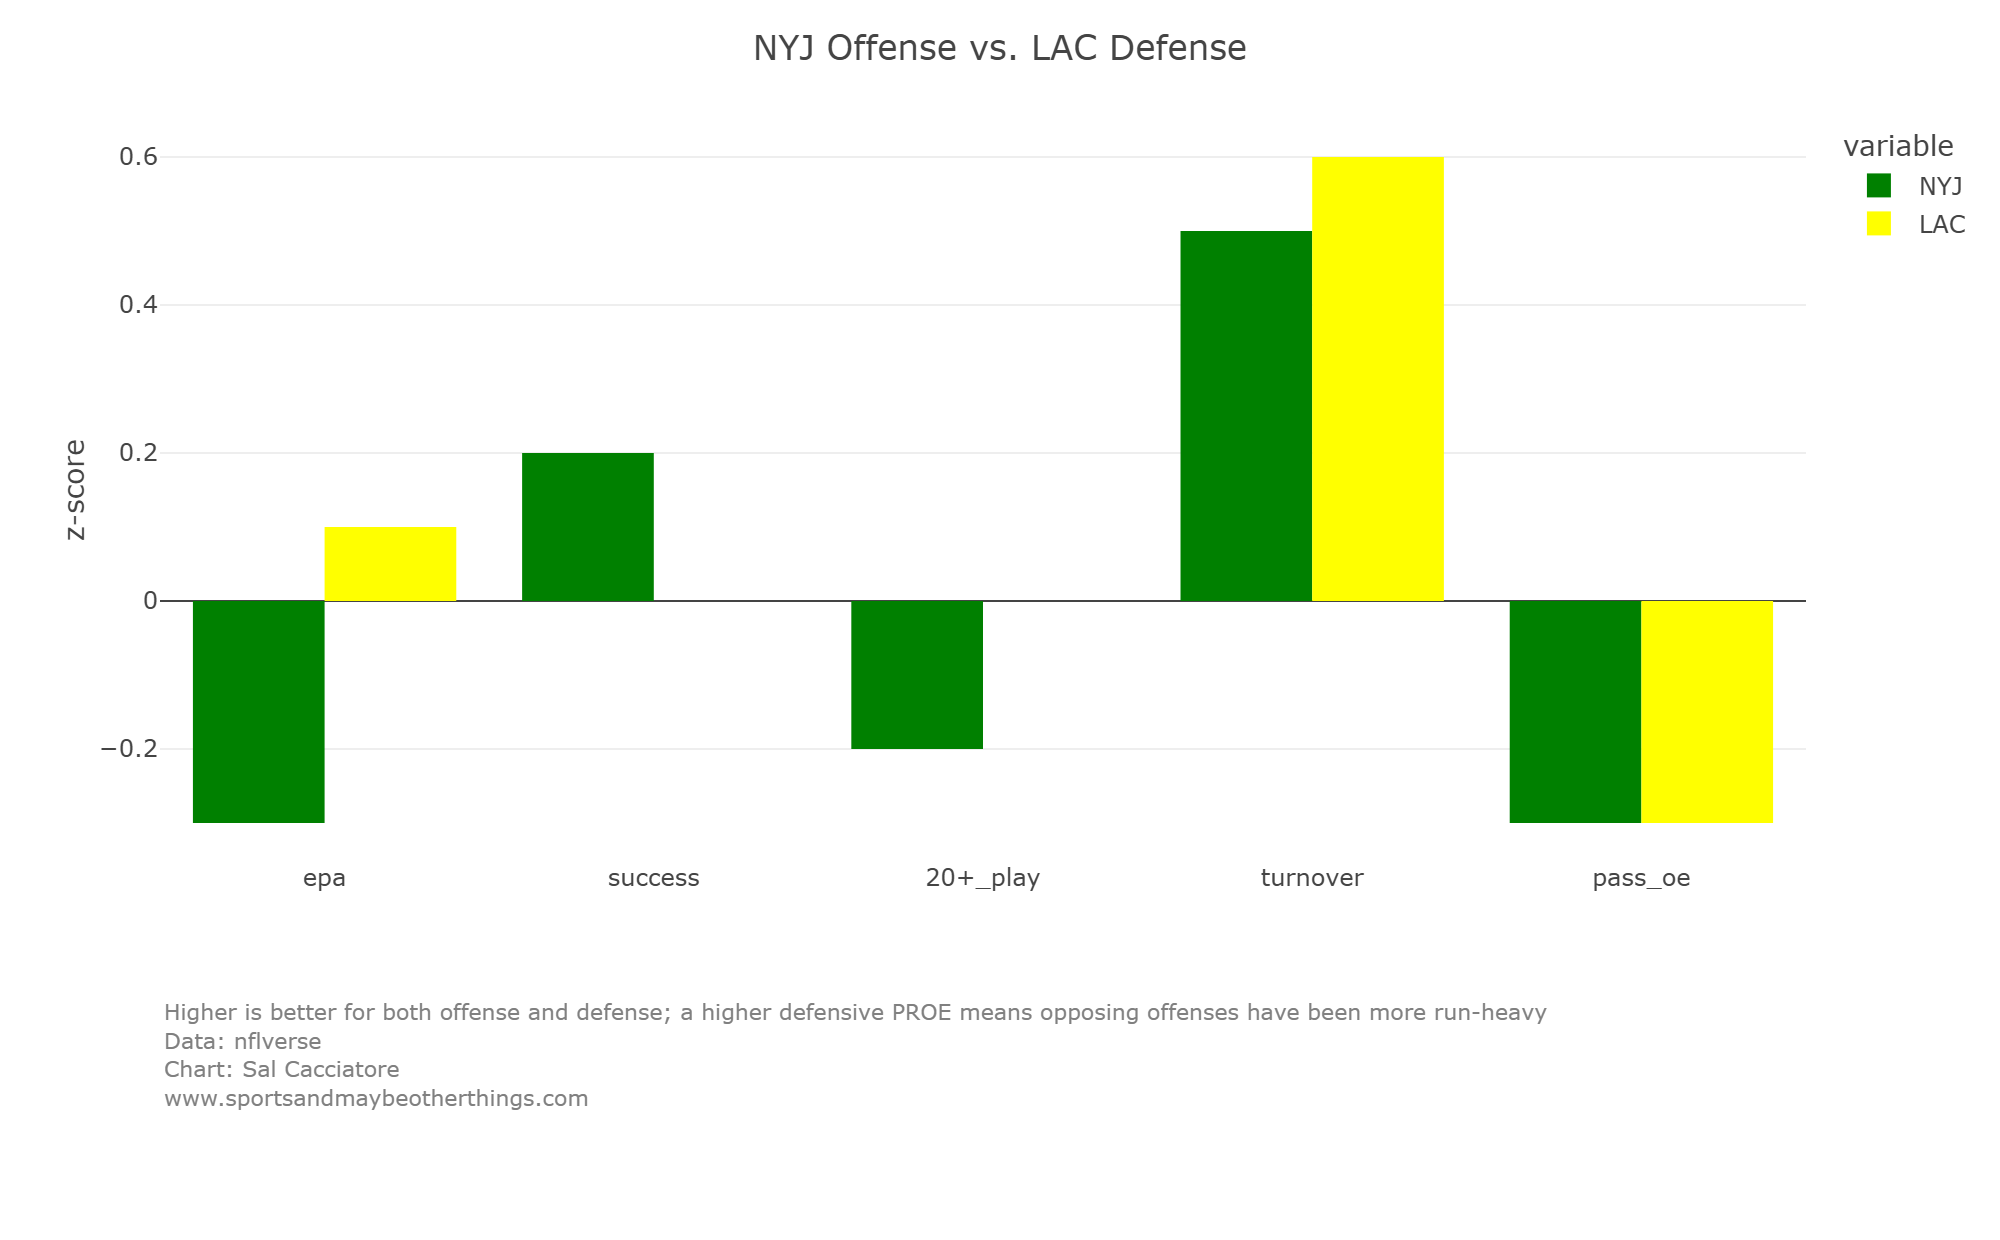 NYJ Offense vs. LAC Defense
variable
NYJ
LAC
z-score
0.6
0.4
0.2
0
−0.2
epa success 20+_play turnover pass_oe
Higher is better for both offense and defense; a higher defensive PROE means opposing offenses have been more run-heavy
Data: nflverse
Chart: Sal Cacciatore
www.sportsandmaybeotherthings.com